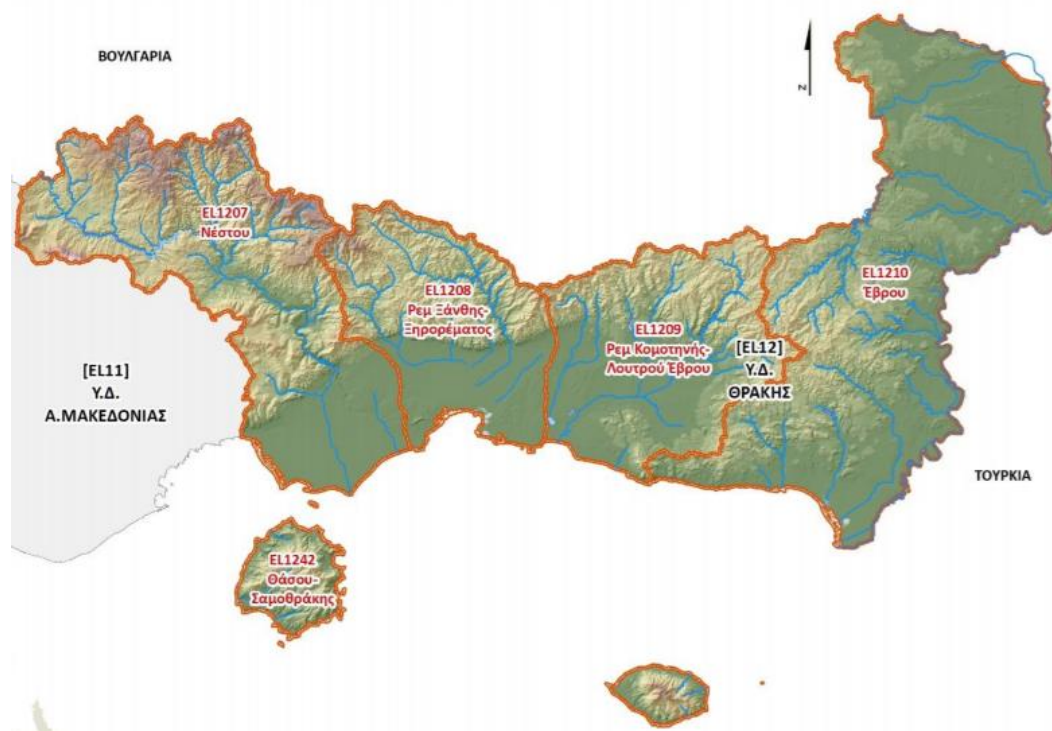 ΒΟΥΛΓΑΡΙΑ
Z
EL1207
Νέστου
EL1208
Ρεμ Ξάνθης-
Ξηρορέματος
EL1209
Ρεμ Κομοτηνής-
Λουτρού Έβρου
EL1210
Έβρου
[EL12]
Υ.Δ.
ΘΡΑΚΗΣ
[EL11]
Υ.Δ.
Α.ΜΑΚΕΔΟΝΙΑΣ
ΤΟΥΡΚΙΑ
EL1242
Θάσου-
Σαμοθράκης